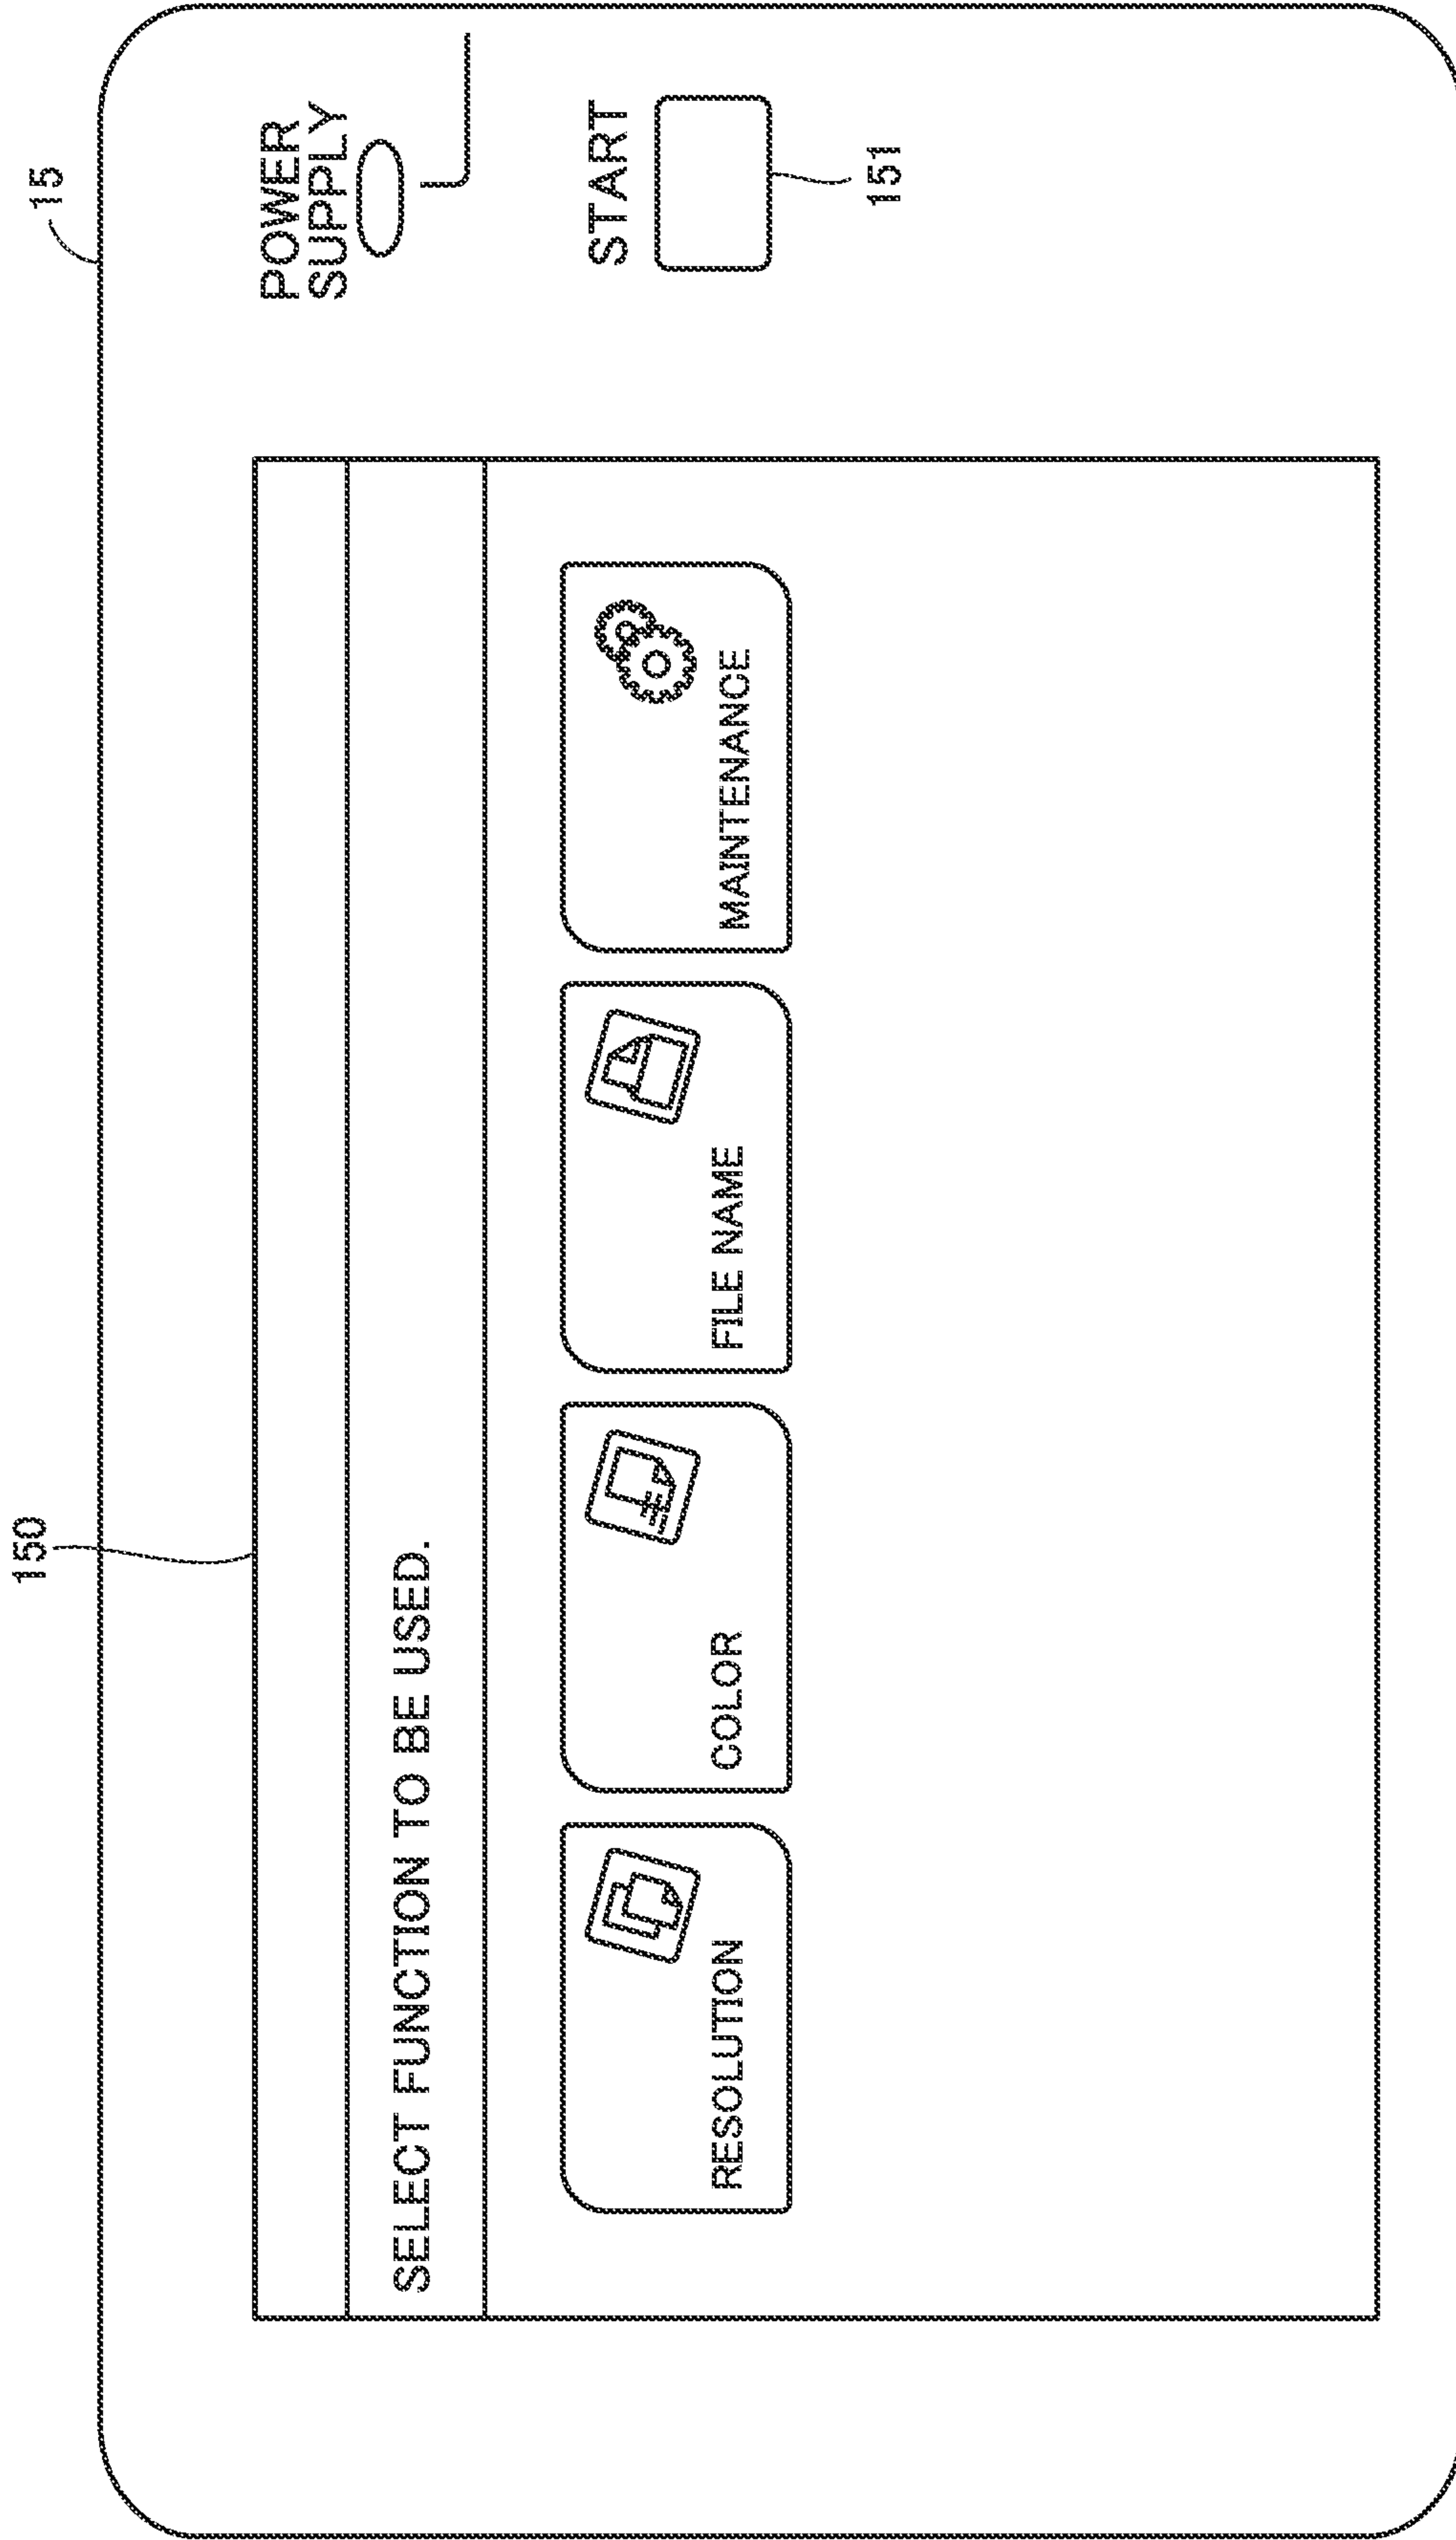 15
150
POWER
SUPPLY
SELECT FUNCTION TO BE USED.
START
RESOLUTION
COLOR
FILE NAME
MAINTENANCE
151